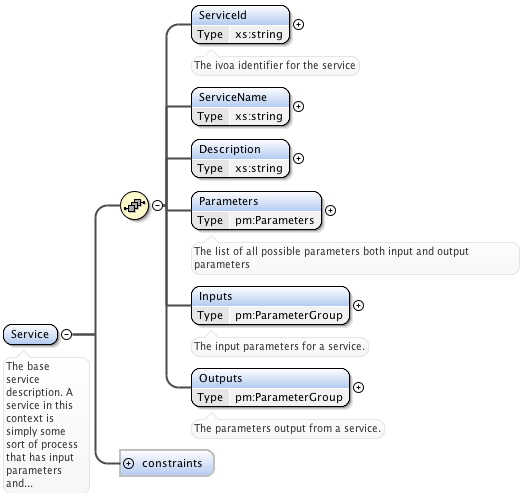 ServiceId
Type xs:string
The ivoa identifier for the service
ServiceName
Type xs:string
Description
Type xs:string
Parameters
Type pm:Parameters
The list of all possible parameters both input and output
parameters
Inputs
Type pm:ParameterGroup
The input parameters for a service.
Outputs
Type pm:ParameterGroup
The parameters output from a service.
Service
The base
service
description. A
service in this
context is
simply some
sort of process
that has input
parameters
and...
constraints